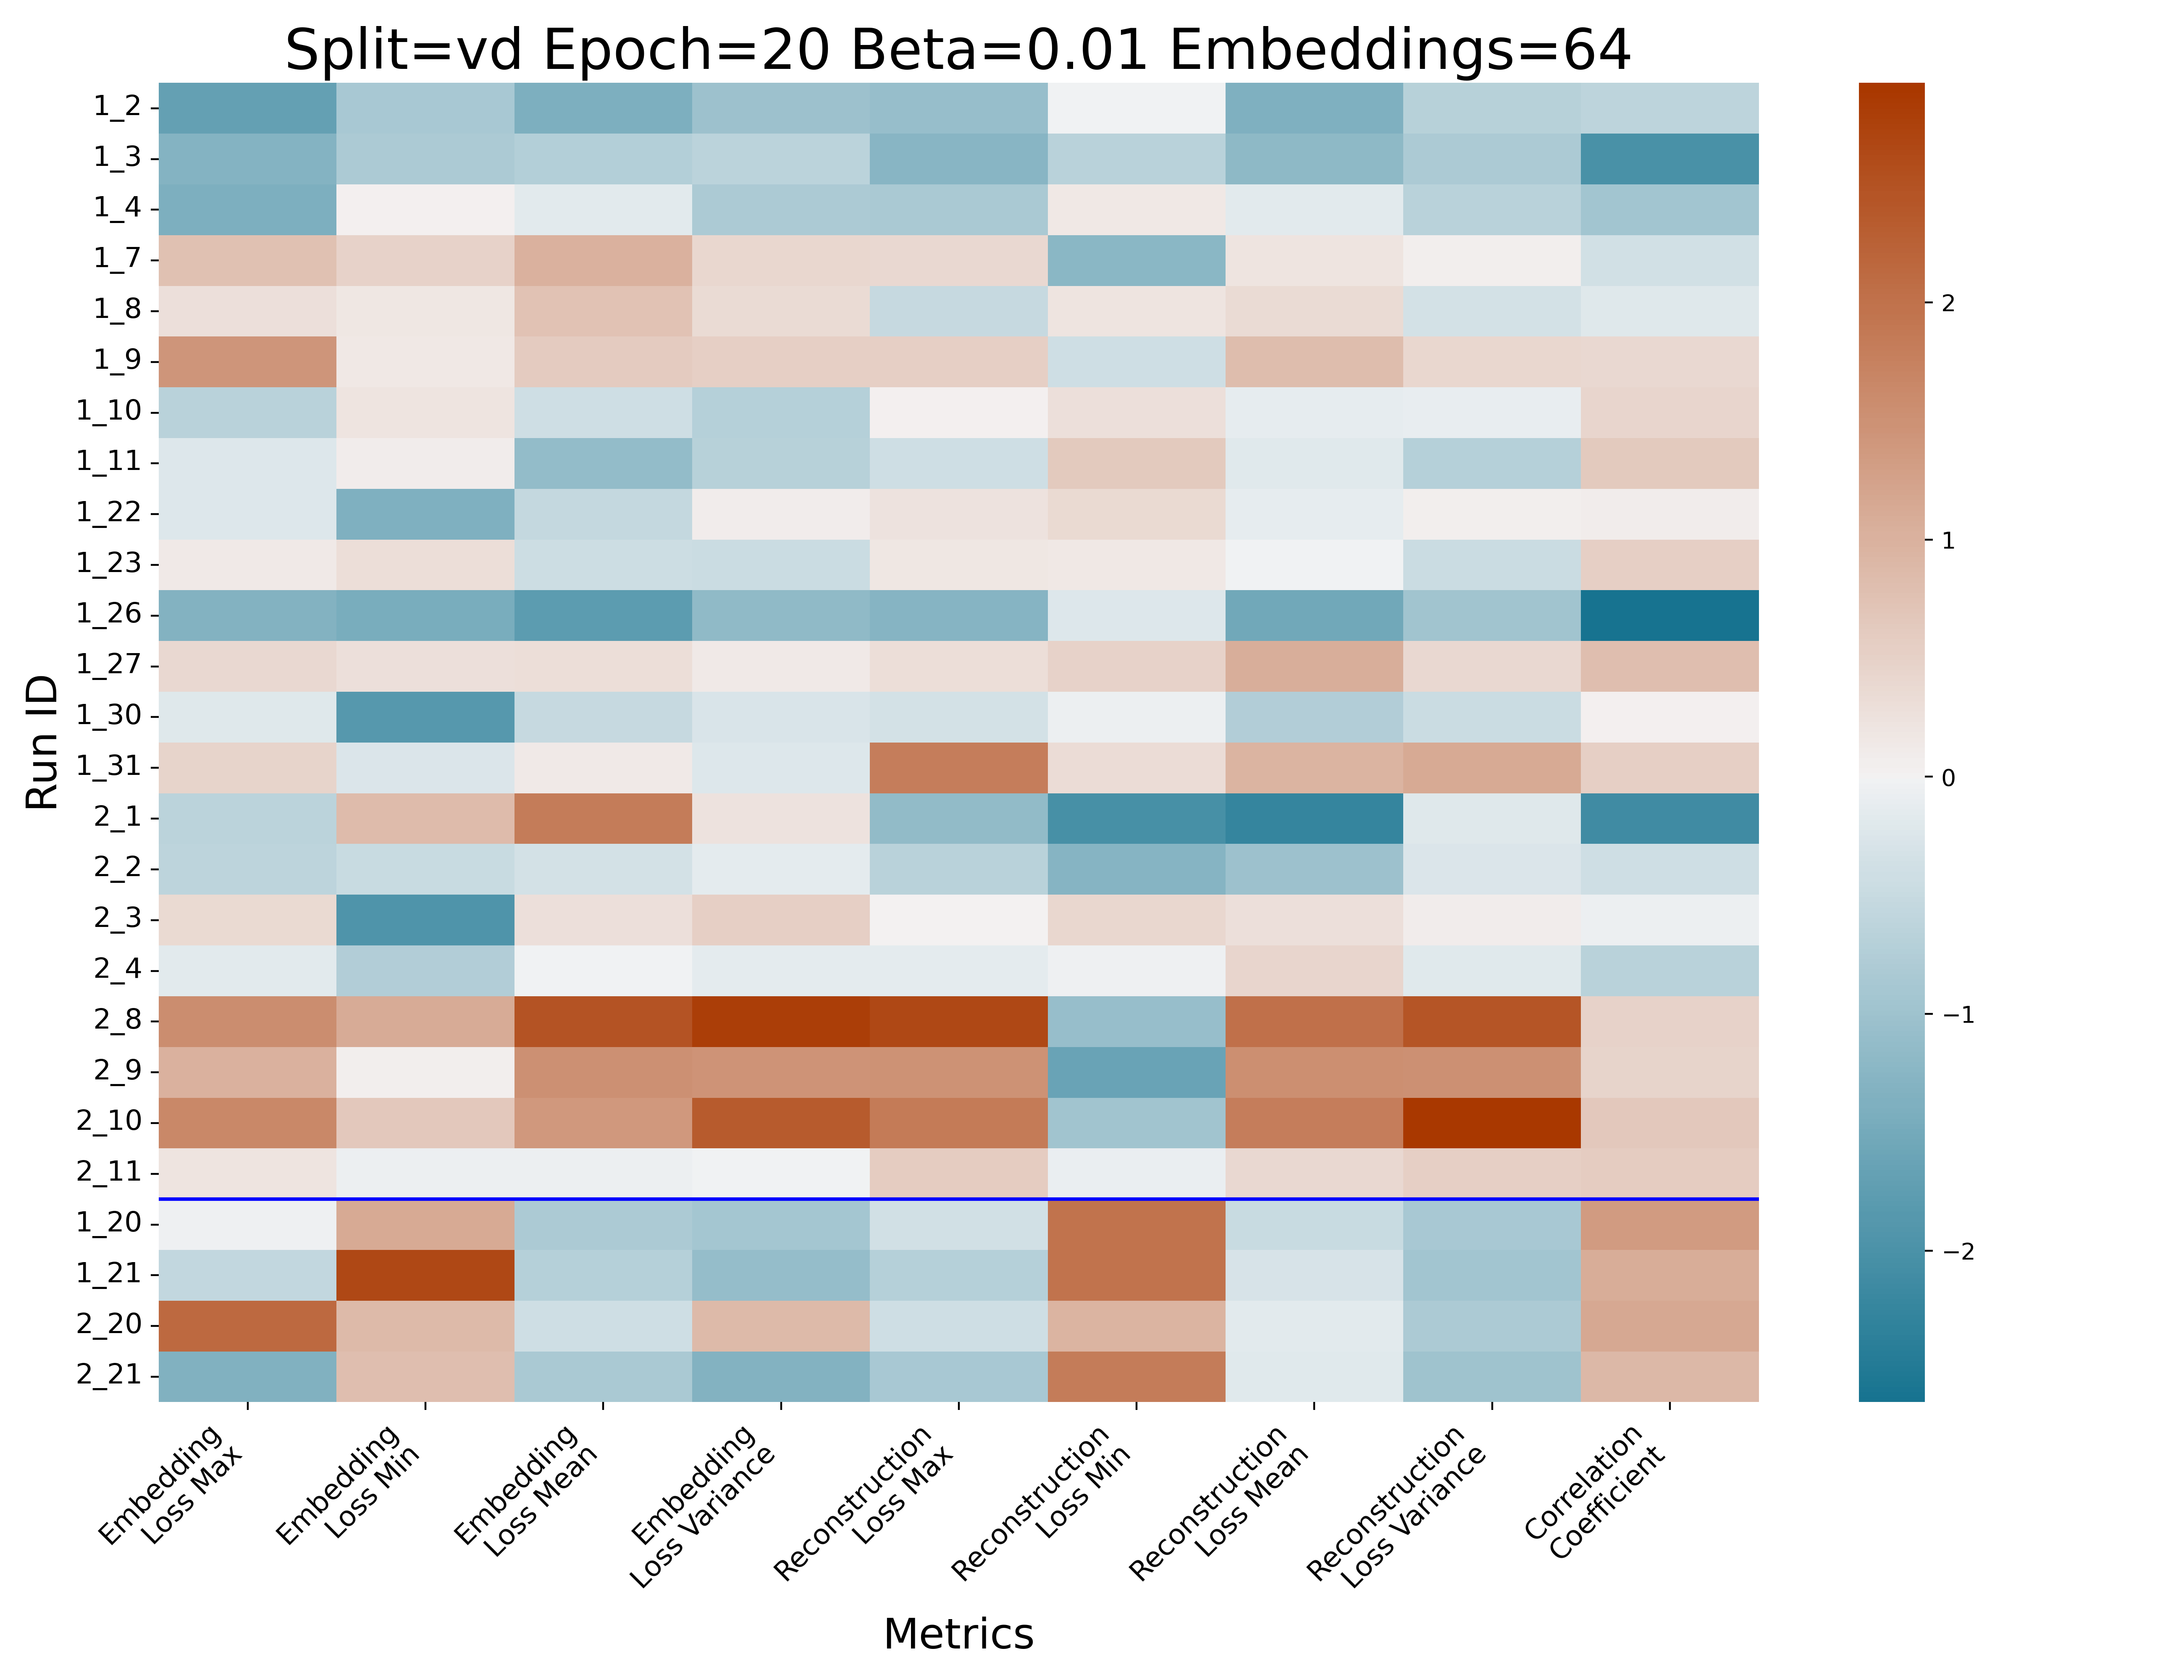 Split=vd Epoch=20 Beta=0.01 Embeddings=64
Run ID
1_2
1_3
1_4
1_7
1_8
1_9
1_10
1_11
1_22
1_23
1_26
1_27
1_30
1_31
2_1
2_2
2_3
2_4
2_8
2_9
2_10
2_11
1_20
1_21
2_20
2_21
Embedding
Loss Max
Embedding
Loss Min
Embedding
Loss Mean
Embedding
Loss Variance
Reconstruction
Loss Max
Reconstruction
Loss Min
Reconstruction
Loss Mean
Reconstruction
Loss Variance
Correlation
Coefficient
Metrics
2
1
0
−1
−2